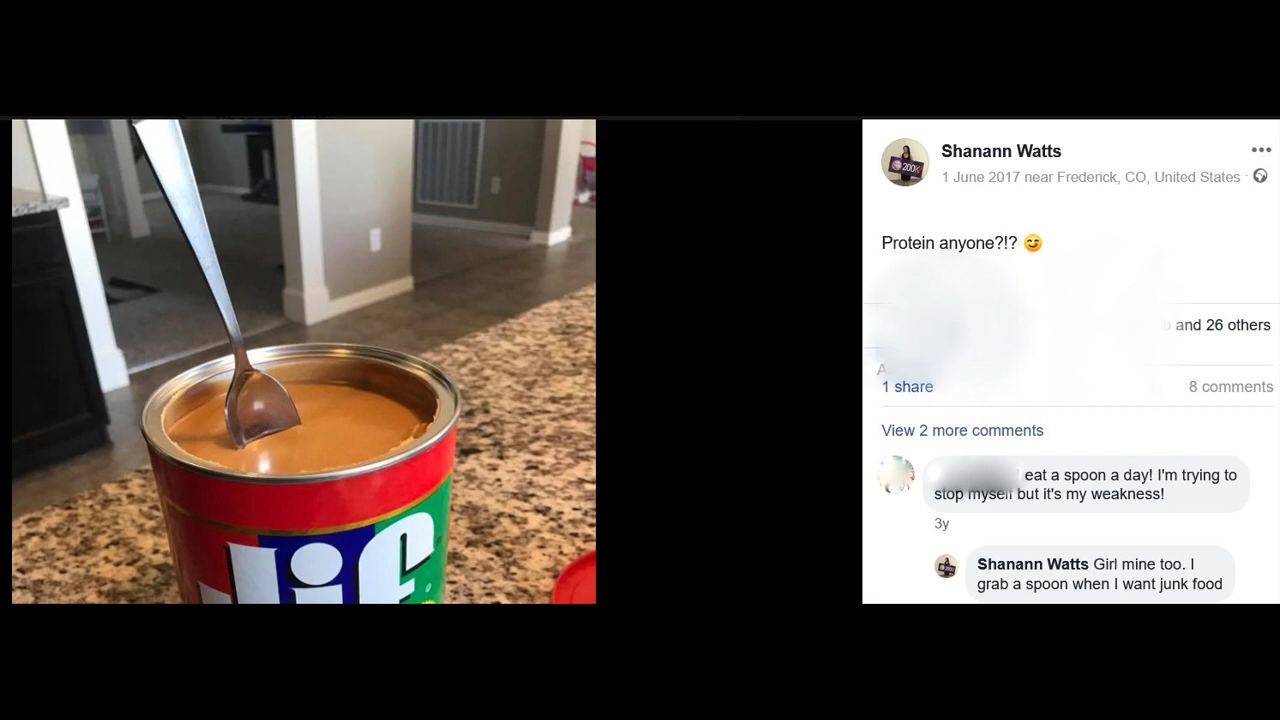 Jif
Shanann Watts
200K
1 June 2017 near Frederick, CO, United States ·
Protein anyone?!? 😊
b and 26 others
A
1 share
8 comments
View 2 more comments
eat a spoon a day! I'm trying to
stop myself but it's my weakness!
3y
Shanann Watts Girl mine too. I
grab a spoon when I want junk food